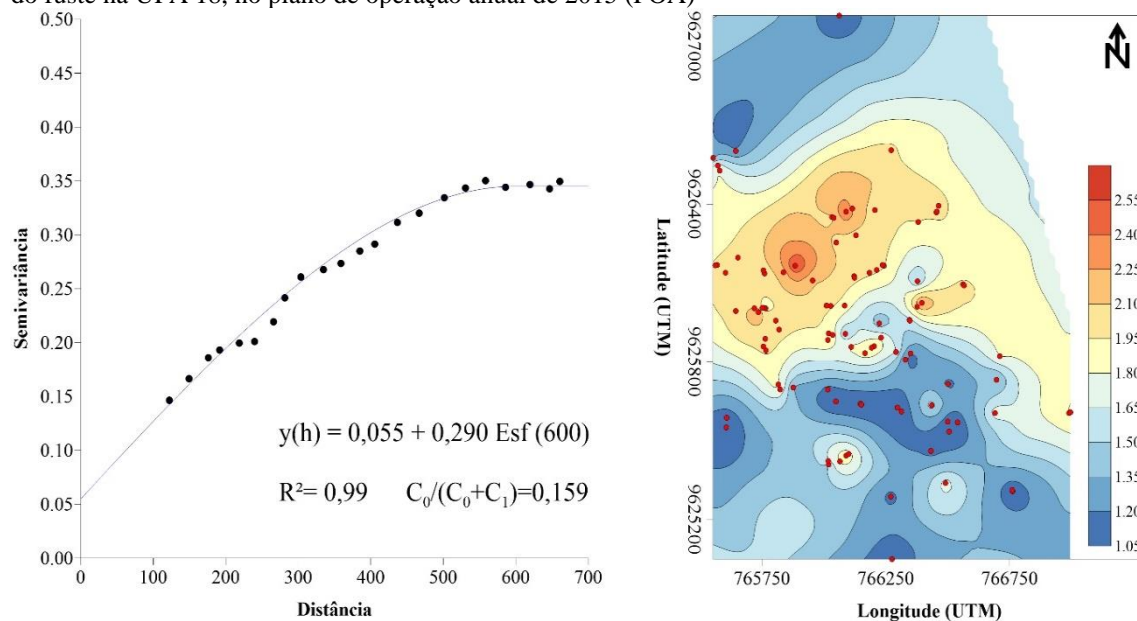 do fuste na UPA 18, no plano de operação anual de 2015 (POA)
0.50
0.45
0.40
0.35
0.30
0.25
0.20
0.15
0.10
0.05
0.00
Semivariância
y(h) = 0,055 + 0,290 Esf (600)
R²= 0,99 C₀/(C₀+C₁)=0,159
0 100 200 300 400 500 600 700
Distância
9627000
9626400
9625800
9625200
Latitude (UTM)
765750 766250 766750
Longitude (UTM)
N
2.55
2.40
2.25
2.10
1.95
1.80
1.65
1.50
1.35
1.20
1.05